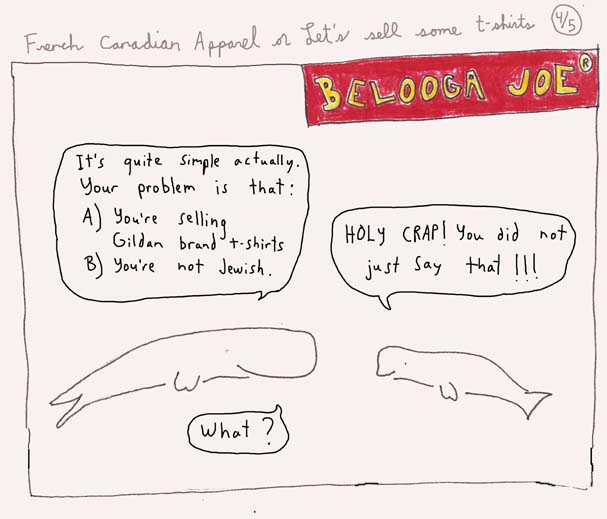 French Canadian Apparel or Let's sell some t-shirts 4/5
BELOOGA JOE®
It's quite simple actually.
Your problem is that:
A) You're selling
Gildan brand t-shirts
B) You're not Jewish.
HOLY CRAP! You did not
just say that!!!
What?